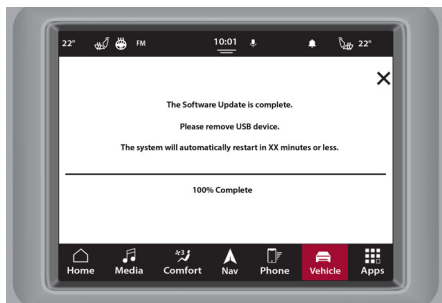 22° FM 10:01 22°
The Software Update is complete.
Please remove USB device.
The system will automatically restart in XX minutes or less.
100% Complete
Home Media Comfort Nav Phone Vehicle Apps